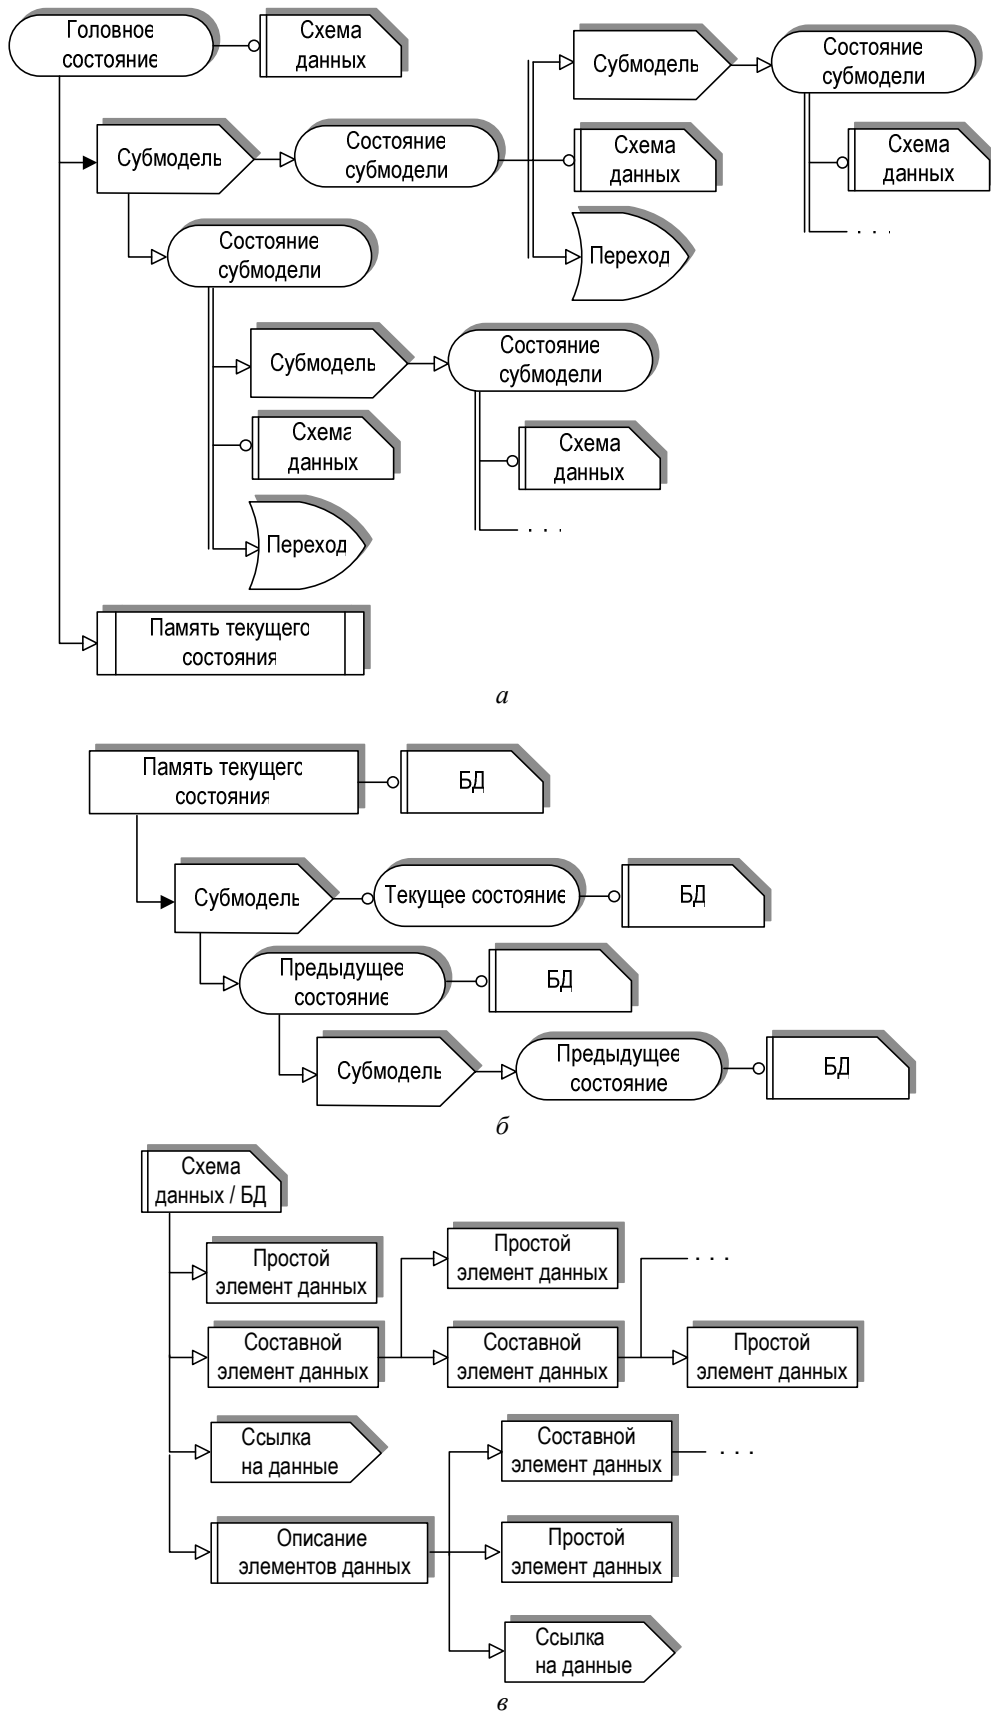 Головное
состояние
Схема
данных
Субмодель
Состояние
субмодели
Субмодель
Состояние
субмодели
Схема
данных
Схема
данных
Переход
. . .
Состояние
субмодели
Субмодель
Состояние
субмодели
Схема
данных
Схема
данных
Переход
. . .
Память текущего
состояния
а
Память текущего
состояния
БД
Субмодель
Текущее состояние
БД
Предыдущее
состояние
БД
Субмодель
Предыдущее
состояние
БД
б
Схема
данных / БД
Простой
элемент данных
Простой
элемент данных
. . .
Составной
элемент данных
Составной
элемент данных
Простой
элемент данных
Ссылка
на данные
Составной
элемент данных
. . .
Описание
элементов данных
Простой
элемент данных
Ссылка
на данные
в